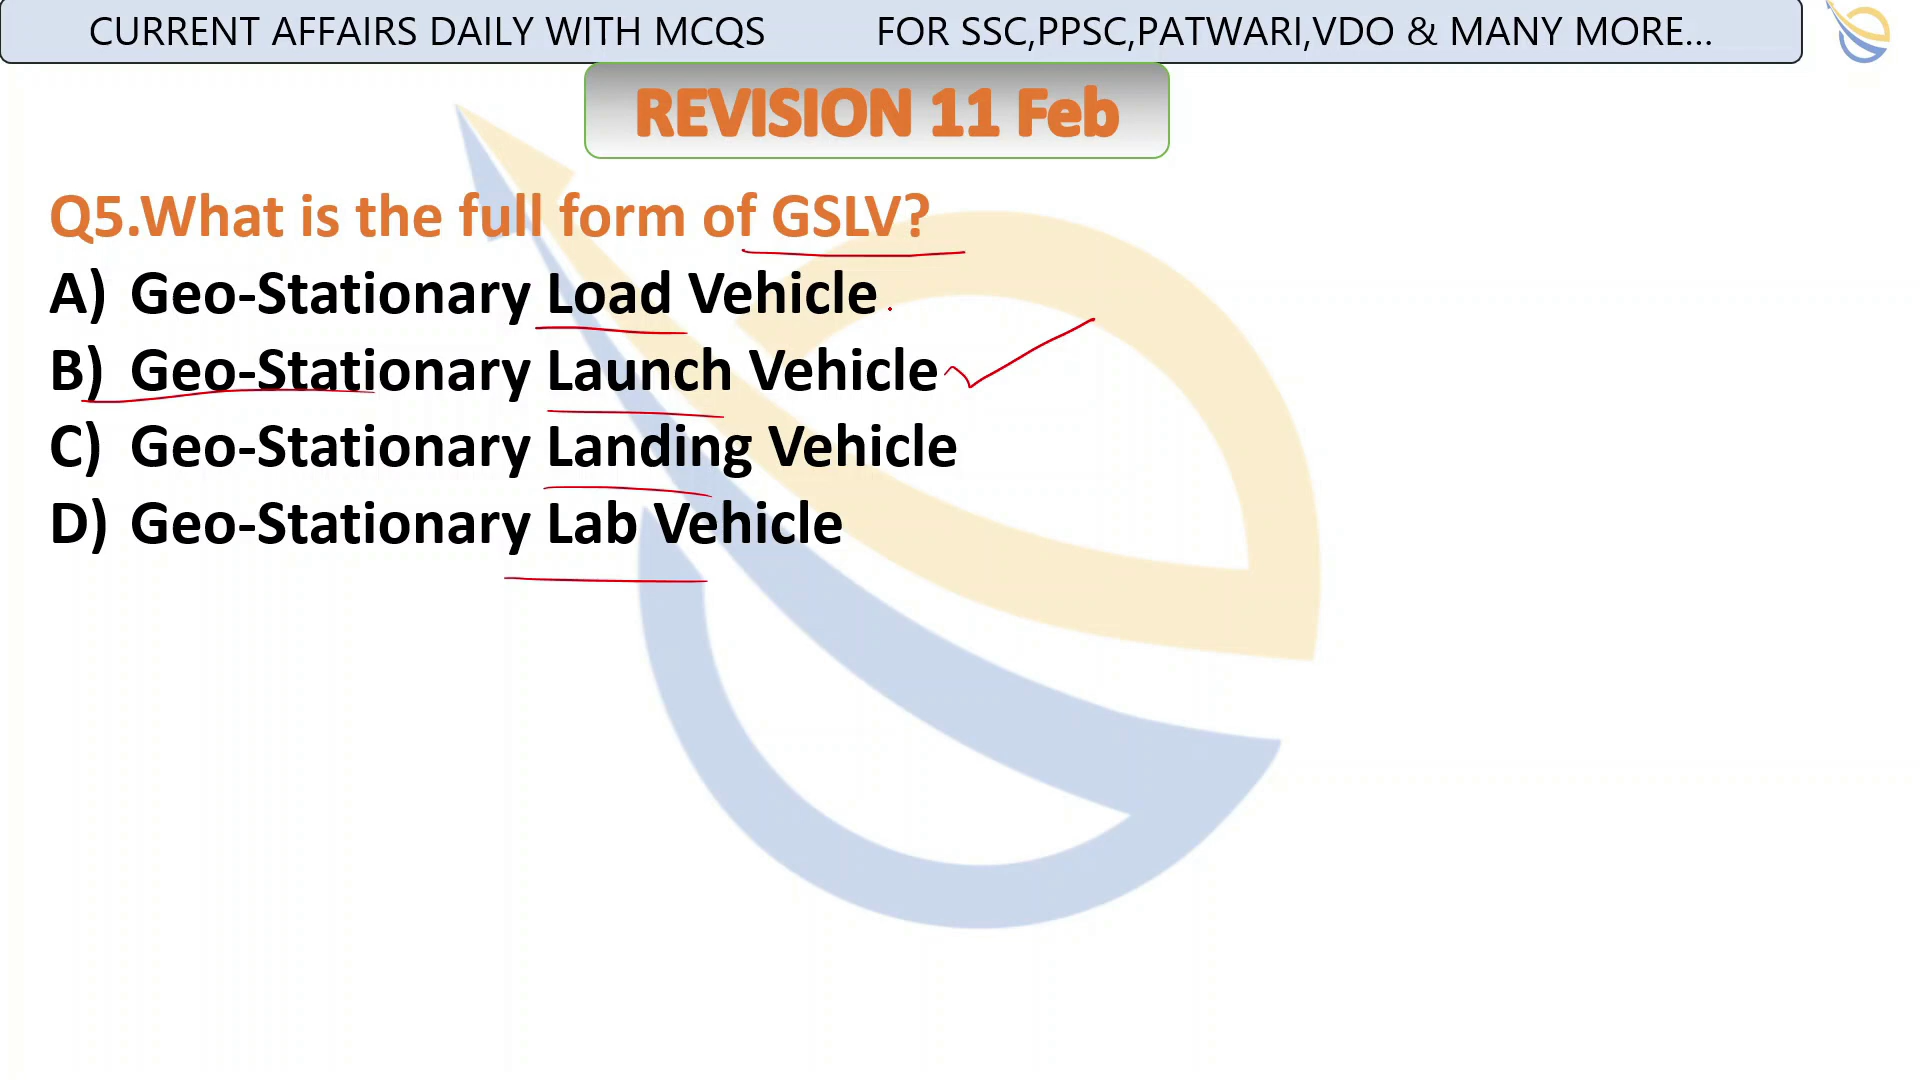 CURRENT AFFAIRS DAILY WITH MCQS FOR SSC,PPSC,PATWARI,VDO & MANY MORE...
REVISION 11 Feb
Q5.What is the full form of GSLV?
A) Geo-Stationary Load Vehicle
B) Geo-Stationary Launch Vehicle
C) Geo-Stationary Landing Vehicle
D) Geo-Stationary Lab Vehicle